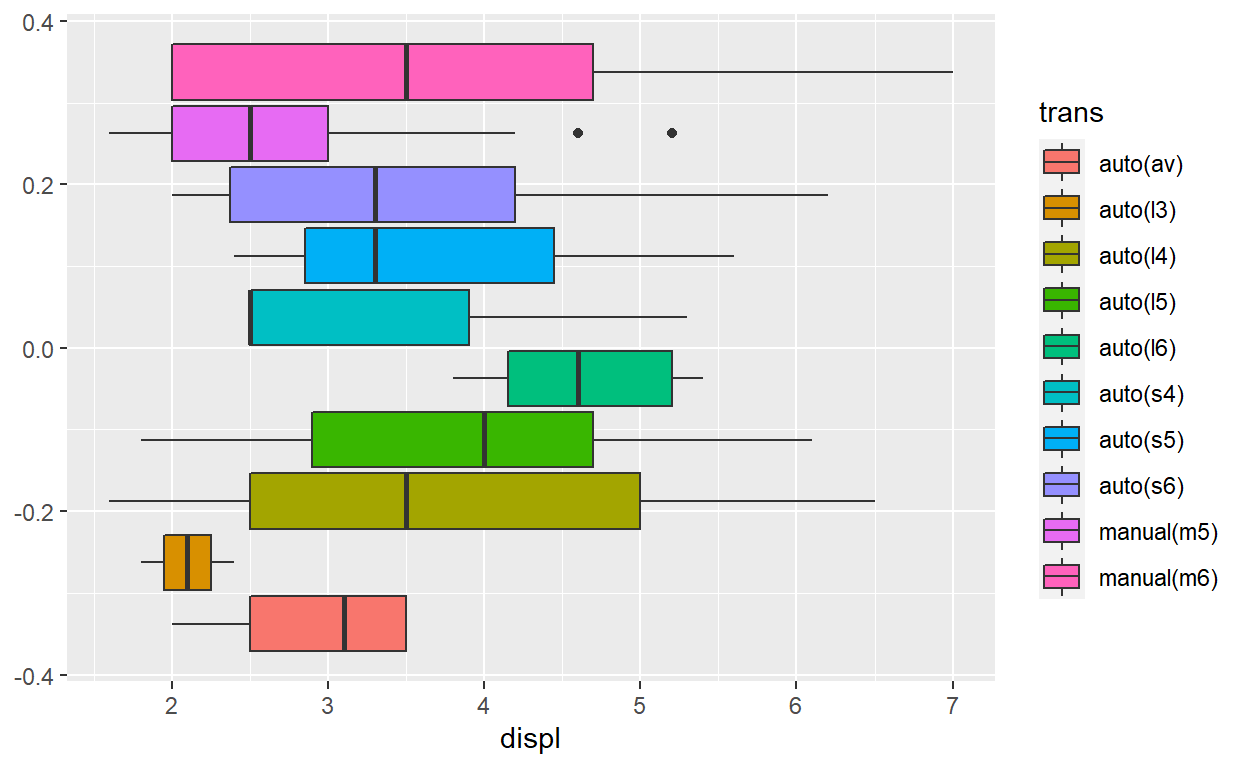 0.4
0.2
0.0
-0.2
-0.4
2 3 4 5 6 7
displ
trans
auto(av)
auto(l3)
auto(l4)
auto(l5)
auto(l6)
auto(s4)
auto(s5)
auto(s6)
manual(m5)
manual(m6)